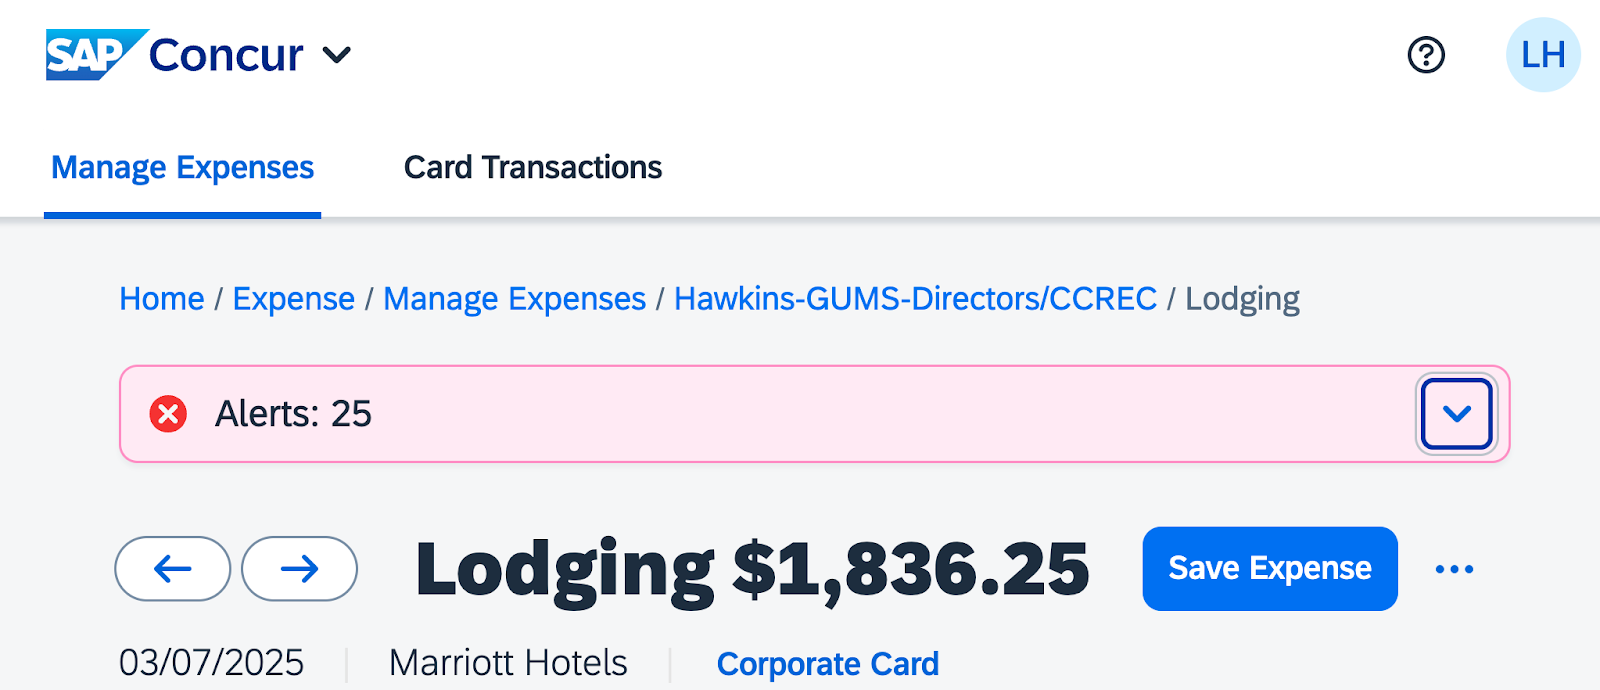 SAP Concur
LH
Manage Expenses Card Transactions
Home / Expense / Manage Expenses / Hawkins-GUMS-Directors/CCREC / Lodging
Alerts: 25
Lodging $1,836.25 Save Expense
03/07/2025 Marriott Hotels Corporate Card